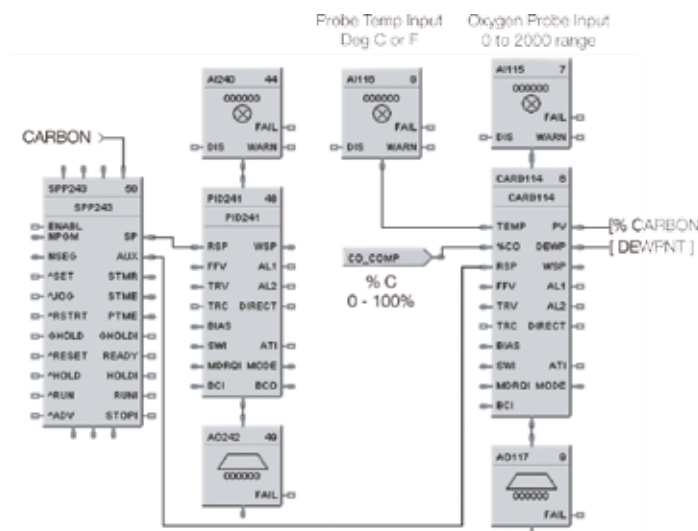 Probe Temp Input
Deg C or F
Oxygen Probe Input
0 to 2000 range
CARBON
AI240 44
000000
FAIL
DIS WARN
AI116 8
000000
FAIL
DIS WARN
AI115 7
000000
FAIL
DIS WARN
SPP243 50
SPP243
ENABL
NPGM SP
NSEG AUX
^SET STMR
^JOG STME
^RSTRT PTME
GHOLD GHOLDI
^RESET READY
^HOLD HOLDI
^RUN RUNI
^ADV STOPI
PID241 48
PID241
RSP WSP
FFV AL1
TRV AL2
TRC DIRECT
BIAS
SWI ATI
MDRQI MODE
BCI BCO
CO_COMP
% C
0 - 100%
CARB114 6
CARB114
TEMP PV
%CO DEWP
RSP WSP
FFV AL1
TRV AL2
TRC DIRECT
BIAS
SWI ATI
MDRQI MODE
BCI
[% CARBON
[ DEWPNT ]
AO242 49
000000
FAIL
AO117 9
000000
FAIL